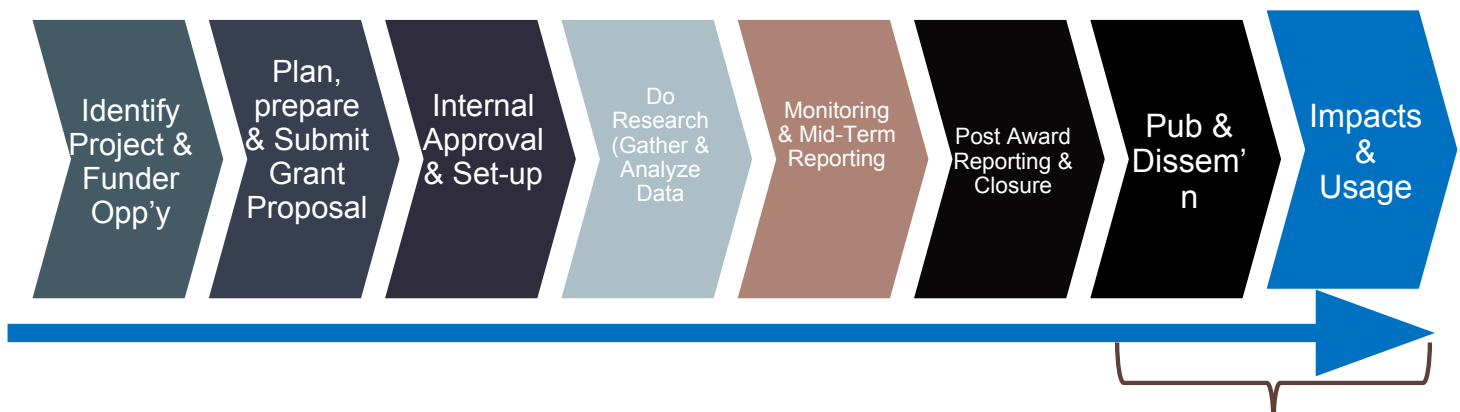 Identify
Project &
Funder
Opp’y
Plan,
prepare
& Submit
Grant
Proposal
Internal
Approval
& Set-up
Do
Research
(Gather &
Analyze
Data
Monitoring
& Mid-Term
Reporting
Post Award
Reporting &
Closure
Pub &
Dissem’
n
Impacts
&
Usage